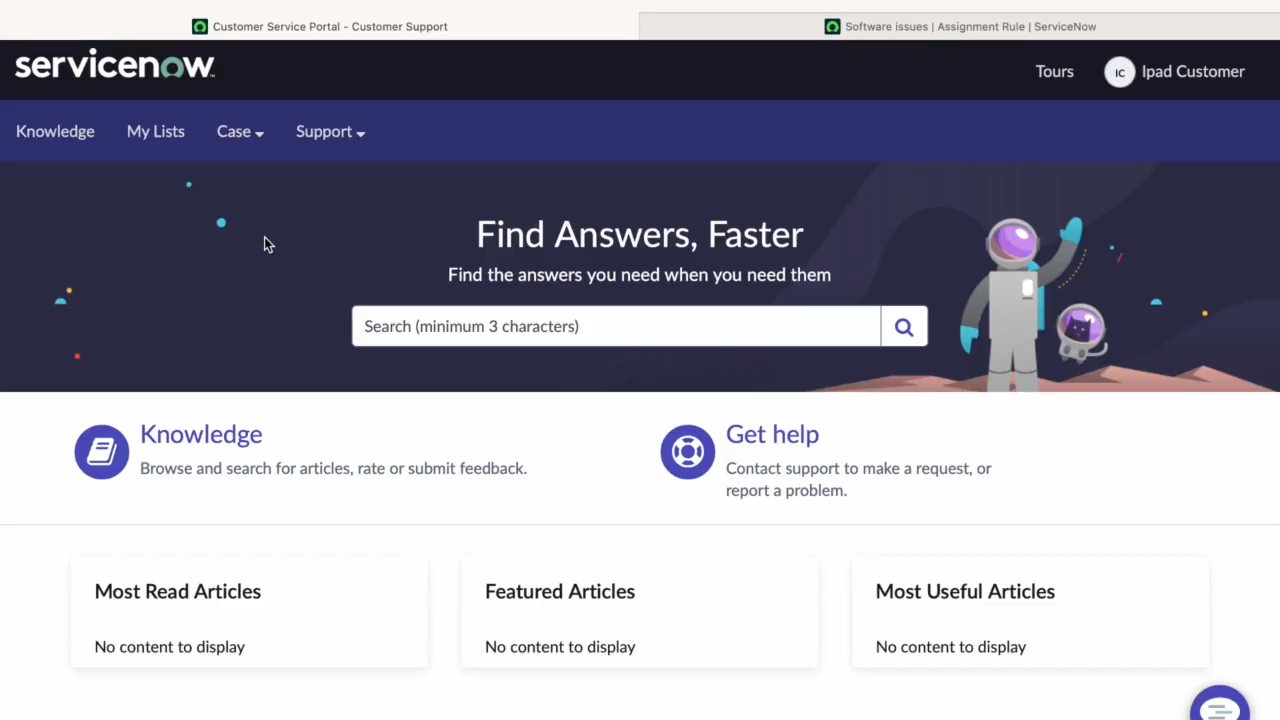 Customer Service Portal - Customer Support
Software issues | Assignment Rule | ServiceNow
servicenow
Tours
IC
Ipad Customer
Knowledge
My Lists
Case
Support
Find Answers, Faster
Find the answers you need when you need them
Search (minimum 3 characters)
Knowledge
Browse and search for articles, rate or submit feedback.
Get help
Contact support to make a request, or
report a problem.
Most Read Articles
No content to display
Featured Articles
No content to display
Most Useful Articles
No content to display